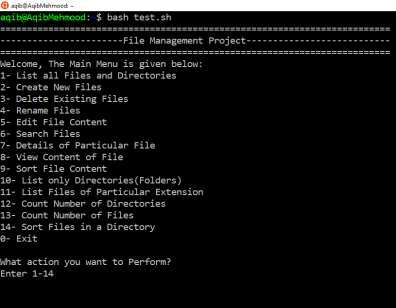 aqib@AqibMehmood: ~
aqib@AqibMehmood:~$ bash test.sh
================================================================
----------------------File Management Project--------------------------
================================================================
Welcome, The Main Menu is given below:
1- List all Files and Directories
2- Create New Files
3- Delete Existing Files
4- Rename Files
5- Edit File Content
6- Search Files
7- Details of Particular File
8- View Content of File
9- Sort File Content
10- List only Directories(Folders)
11- List Files of Particular Extension
12- Count Number of Directories
13- Count Number of Files
14- Sort Files in a Directory
0- Exit
What action you want to Perform?
Enter 1-14